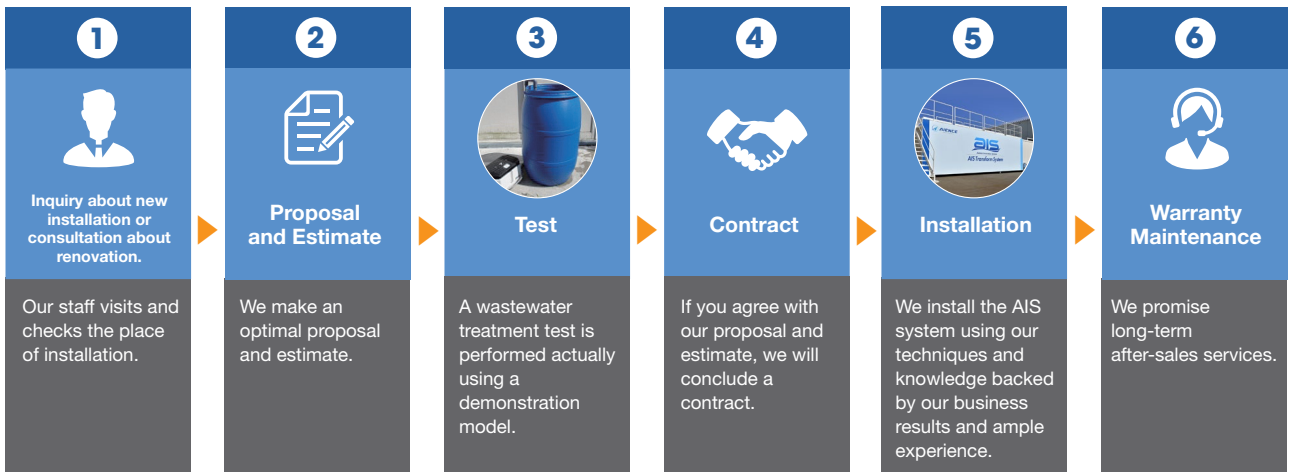 1
Inquiry about new
installation or
consultation about
renovation.
Our staff visits and
checks the place
of installation.
2
Proposal
and Estimate
We make an
optimal proposal
and estimate.
3
Test
A wastewater
treatment test is
performed actually
using a
demonstration
model.
4
Contract
If you agree with
our proposal and
estimate, we will
conclude a
contract.
5
ais
AIS Transform System
Installation
We install the AIS
system using our
techniques and
knowledge backed
by our business
results and ample
experience.
6
Warranty
Maintenance
We promise
long-term
after-sales services.